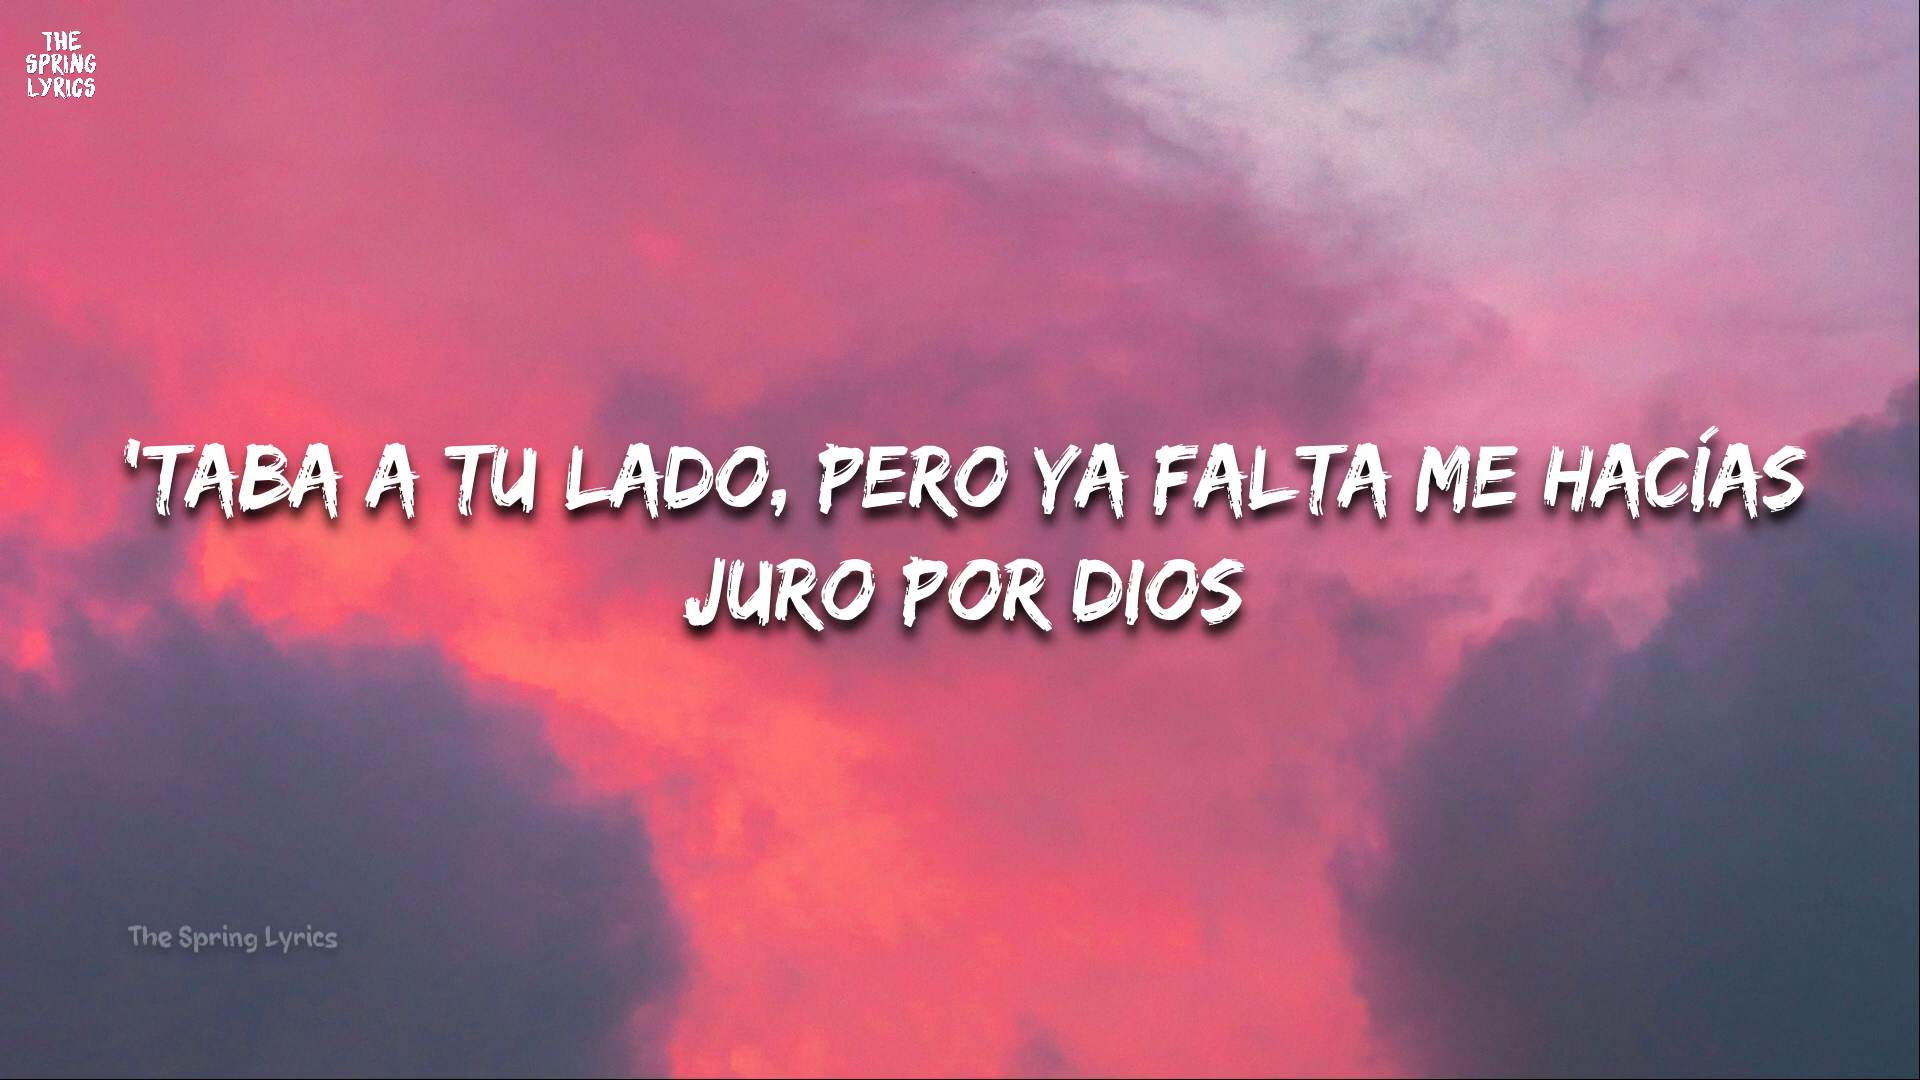 THE
SPRING
LYRICS
'TABA A TU LADO, PERO YA FALTA ME HACÍAS
JURO POR DIOS
The Spring Lyrics